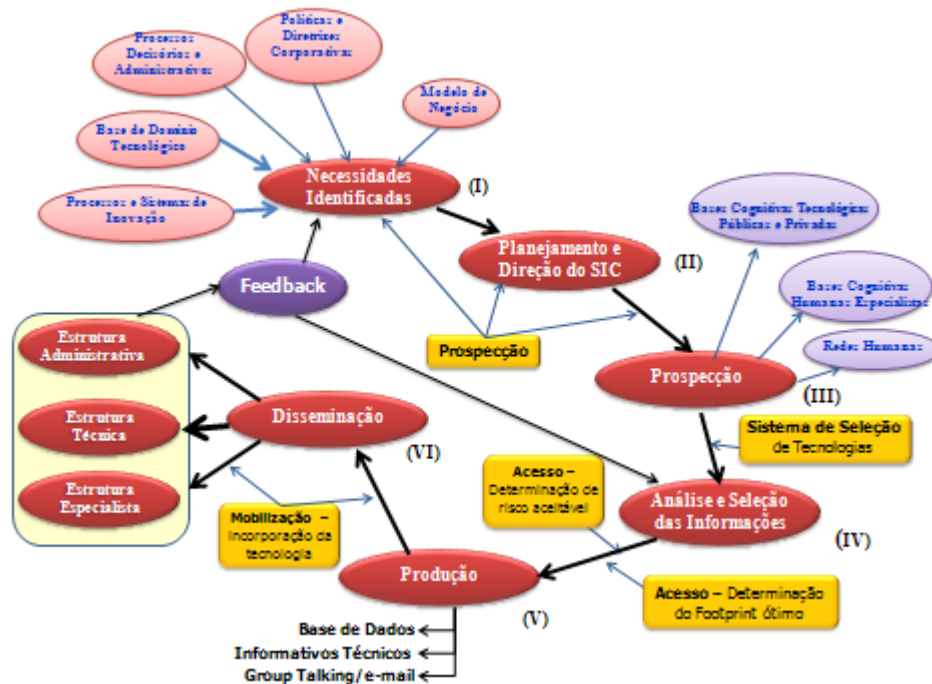 Processos
Decisórios e
Administrativos
Políticas e
Diretrizes
Corporativas
Modelo de
Negócio
Base de Domínio
Tecnológico
Processos e Sistemas de
Inovação
Necessidades
Identificadas
(I)
Planejamento e
Direção do SIC
(II)
Bases Cognitivas Tecnológicas
Públicas e Privadas
Bases Cognitivas
Humanas Especialistas
Redes Humanas
Feedback
Prospecção
Prospecção
(III)
Estrutura
Administrativa
Estrutura
Técnica
Estrutura
Especialista
Disseminação
(VI)
Sistema de Seleção
de Tecnologias
Acesso –
Determinação de
risco aceitável
Análise e Seleção
das Informações
(IV)
Mobilização –
Incorporação da
tecnologia
Produção
(V)
Acesso – Determinação
do Footprint ótimo
Base de Dados
Informativos Técnicos
Group Talking/e-mail